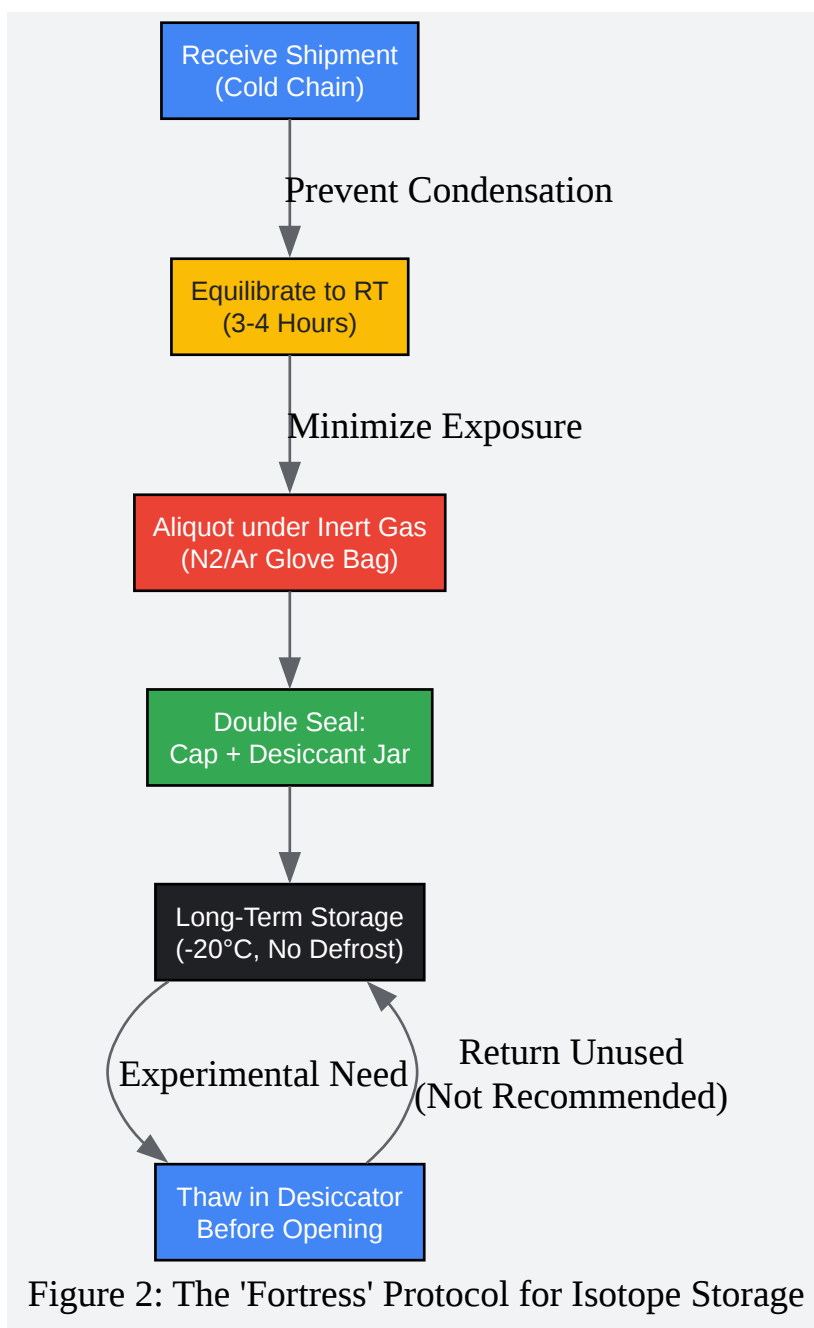 Receive Shipment
(Cold Chain)
Prevent Condensation
Equilibrate to RT
(3-4 Hours)
Minimize Exposure
Aliquot under Inert Gas
(N2/Ar Glove Bag)
Double Seal:
Cap + Desiccant Jar
Long-Term Storage
(-20°C, No Defrost)
Experimental Need
Return Unused
(Not Recommended)
Thaw in Desiccator
Before Opening
Figure 2: The 'Fortress' Protocol for Isotope Storage